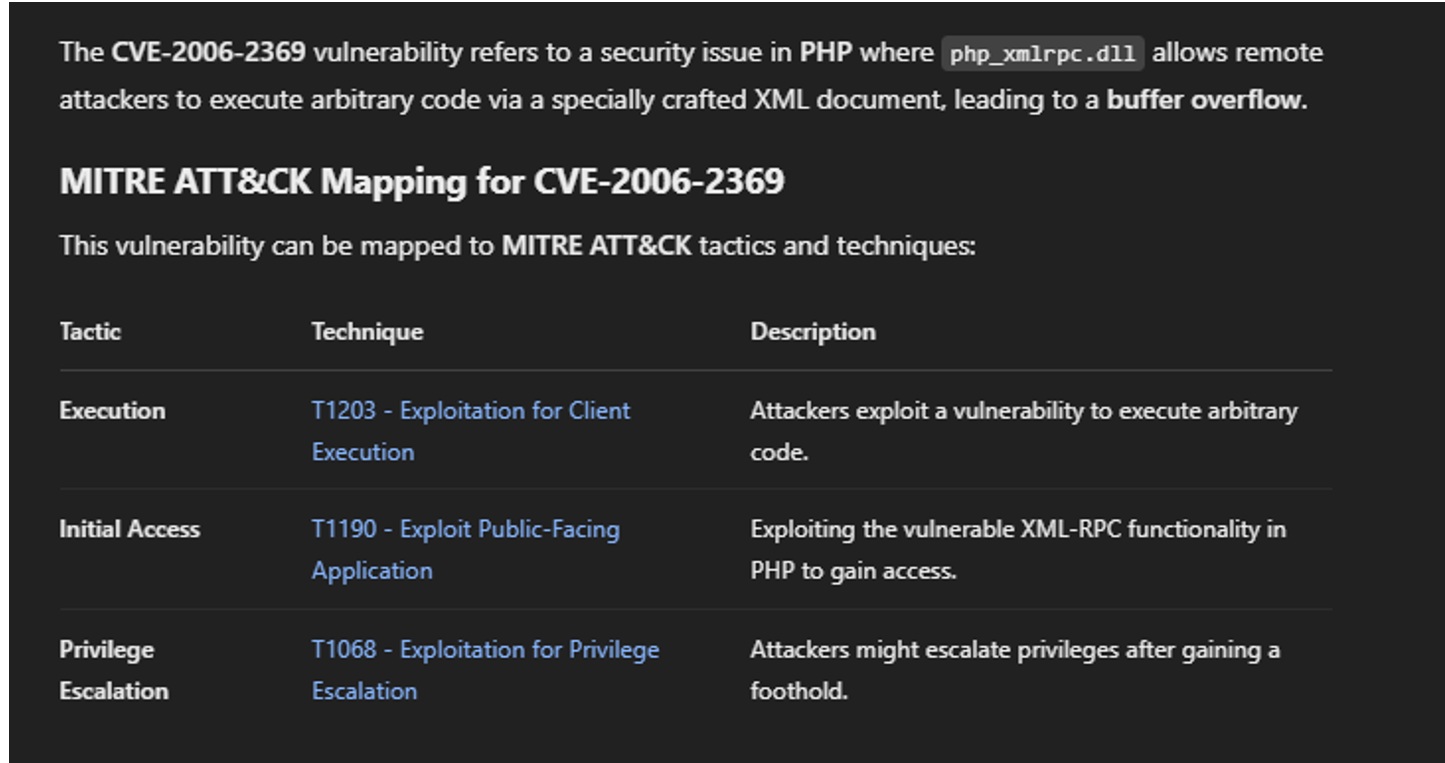 The CVE-2006-2369 vulnerability refers to a security issue in PHP where php_xmlrpc.dll allows remote
attackers to execute arbitrary code via a specially crafted XML document, leading to a buffer overflow.
MITRE ATT&CK Mapping for CVE-2006-2369
This vulnerability can be mapped to MITRE ATT&CK tactics and techniques:
Tactic Technique Description
Execution T1203 - Exploitation for Client Attackers exploit a vulnerability to execute arbitrary
Execution code.
Initial Access T1190 - Exploit Public-Facing Exploiting the vulnerable XML-RPC functionality in
Application PHP to gain access.
Privilege T1068 - Exploitation for Privilege Attackers might escalate privileges after gaining a
Escalation Escalation foothold.